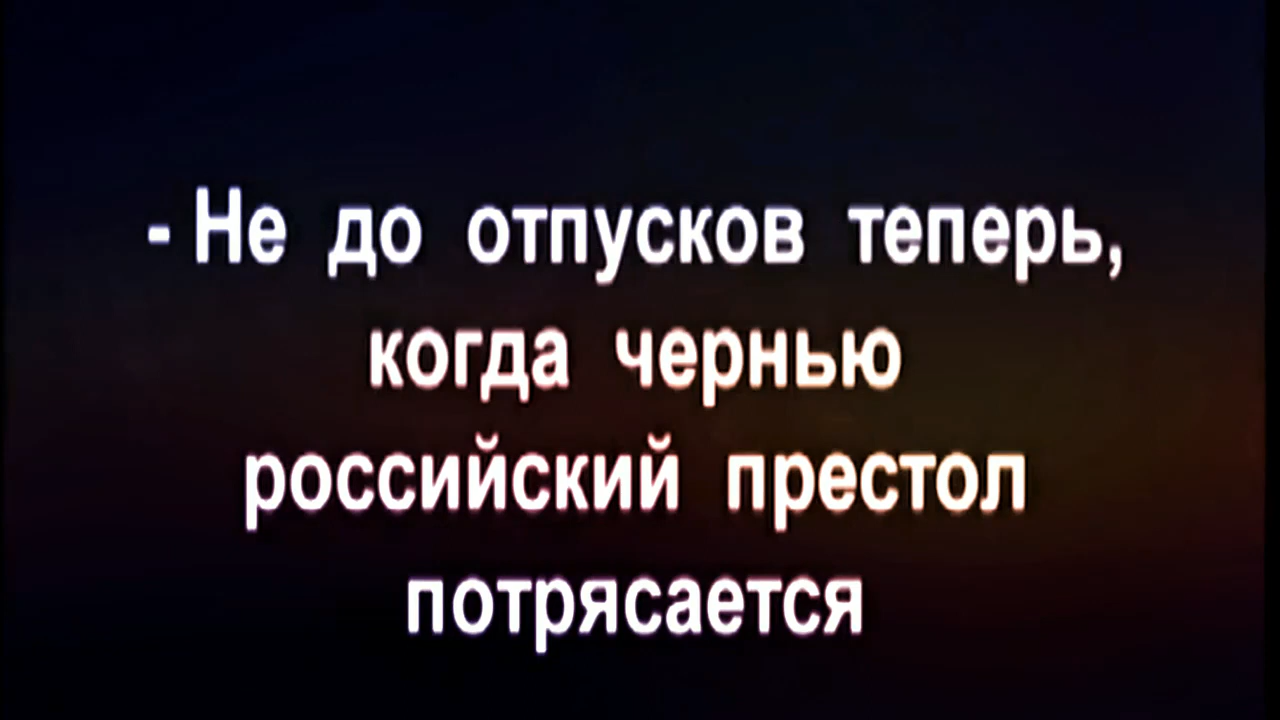 - Не до отпусков теперь,
когда чернью
российский престол
потрясается